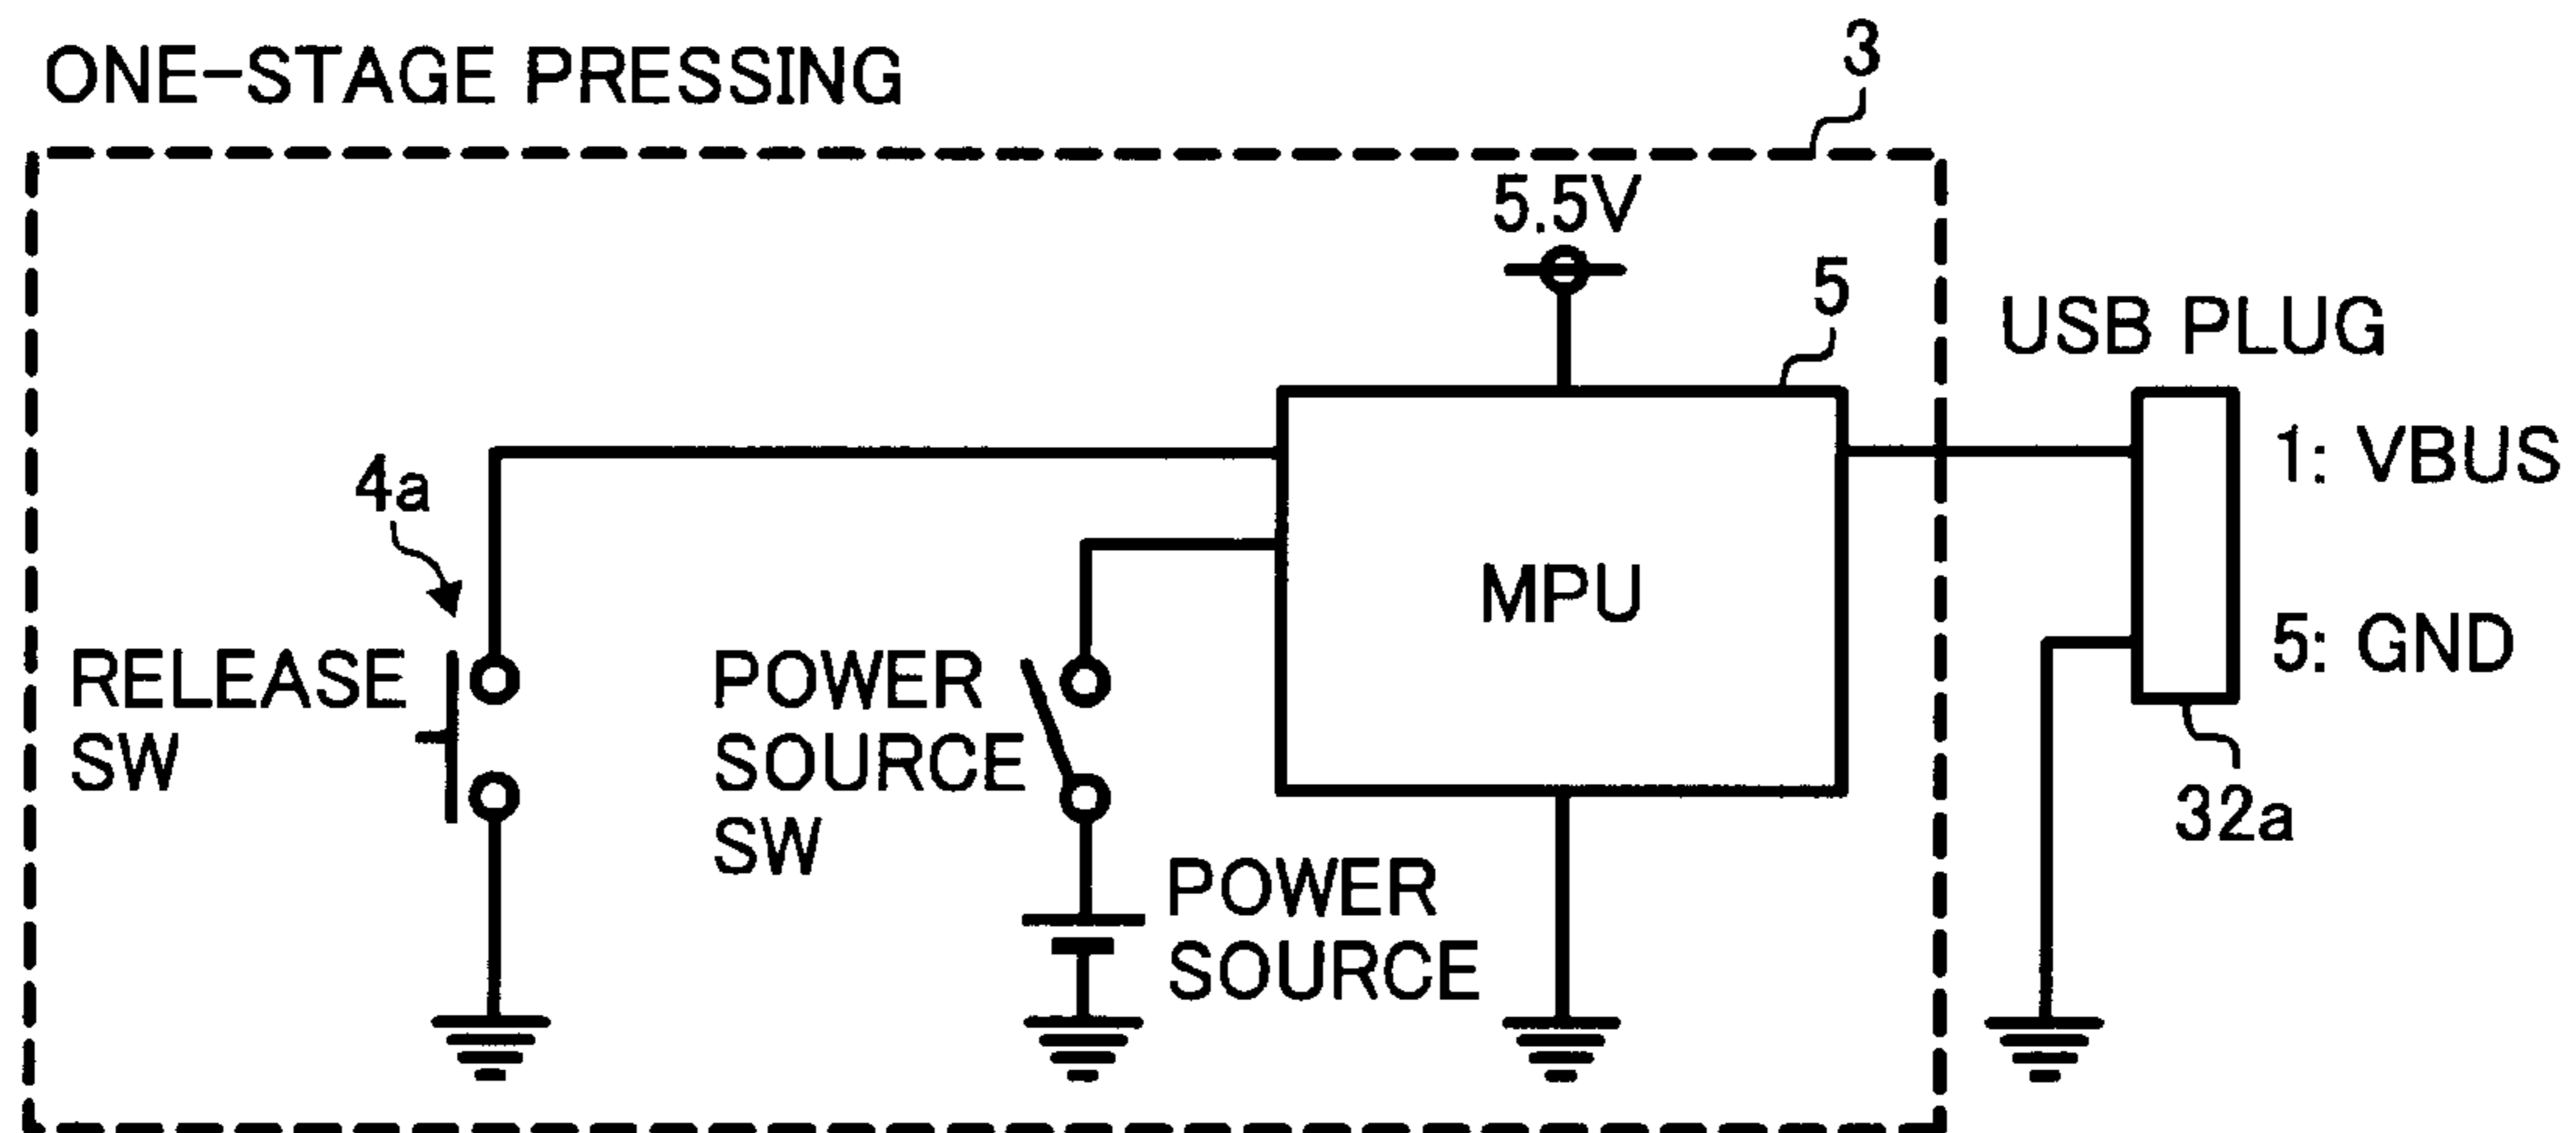 ONE-STAGE PRESSING
3
5.5V
5
USB PLUG
1: VBUS
4a
MPU
5: GND
RELEASE
SW
POWER
SOURCE
SW
32a
POWER
SOURCE